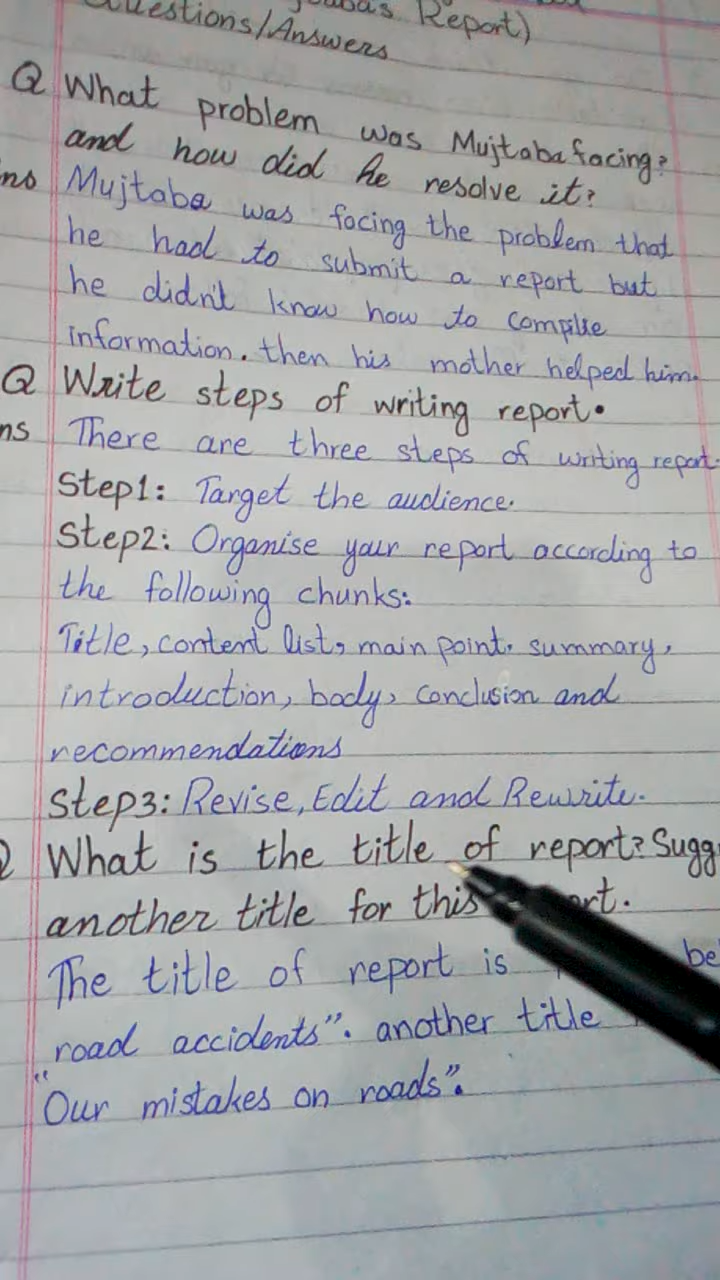 Report)
Questions/Answers
Q What problem was Mujtaba facing?
and how did he resolve it?
ns Mujtaba was facing the problem that
he had to submit a report but
he didn't know how to compile
information. then his mother helped him.
Q Write steps of writing report.
ns There are three steps of writing report.
Step1: Target the audience.
Step2: Organise your report according to
the following chunks:
Title, content list, main point, summary,
introduction, body, conclusion and
recommendations
Step3: Revise, Edit and Rewrite.
What is the title of report? Sugg
another title for this
The title of report is be
road accidents". another title
"Our mistakes on roads".